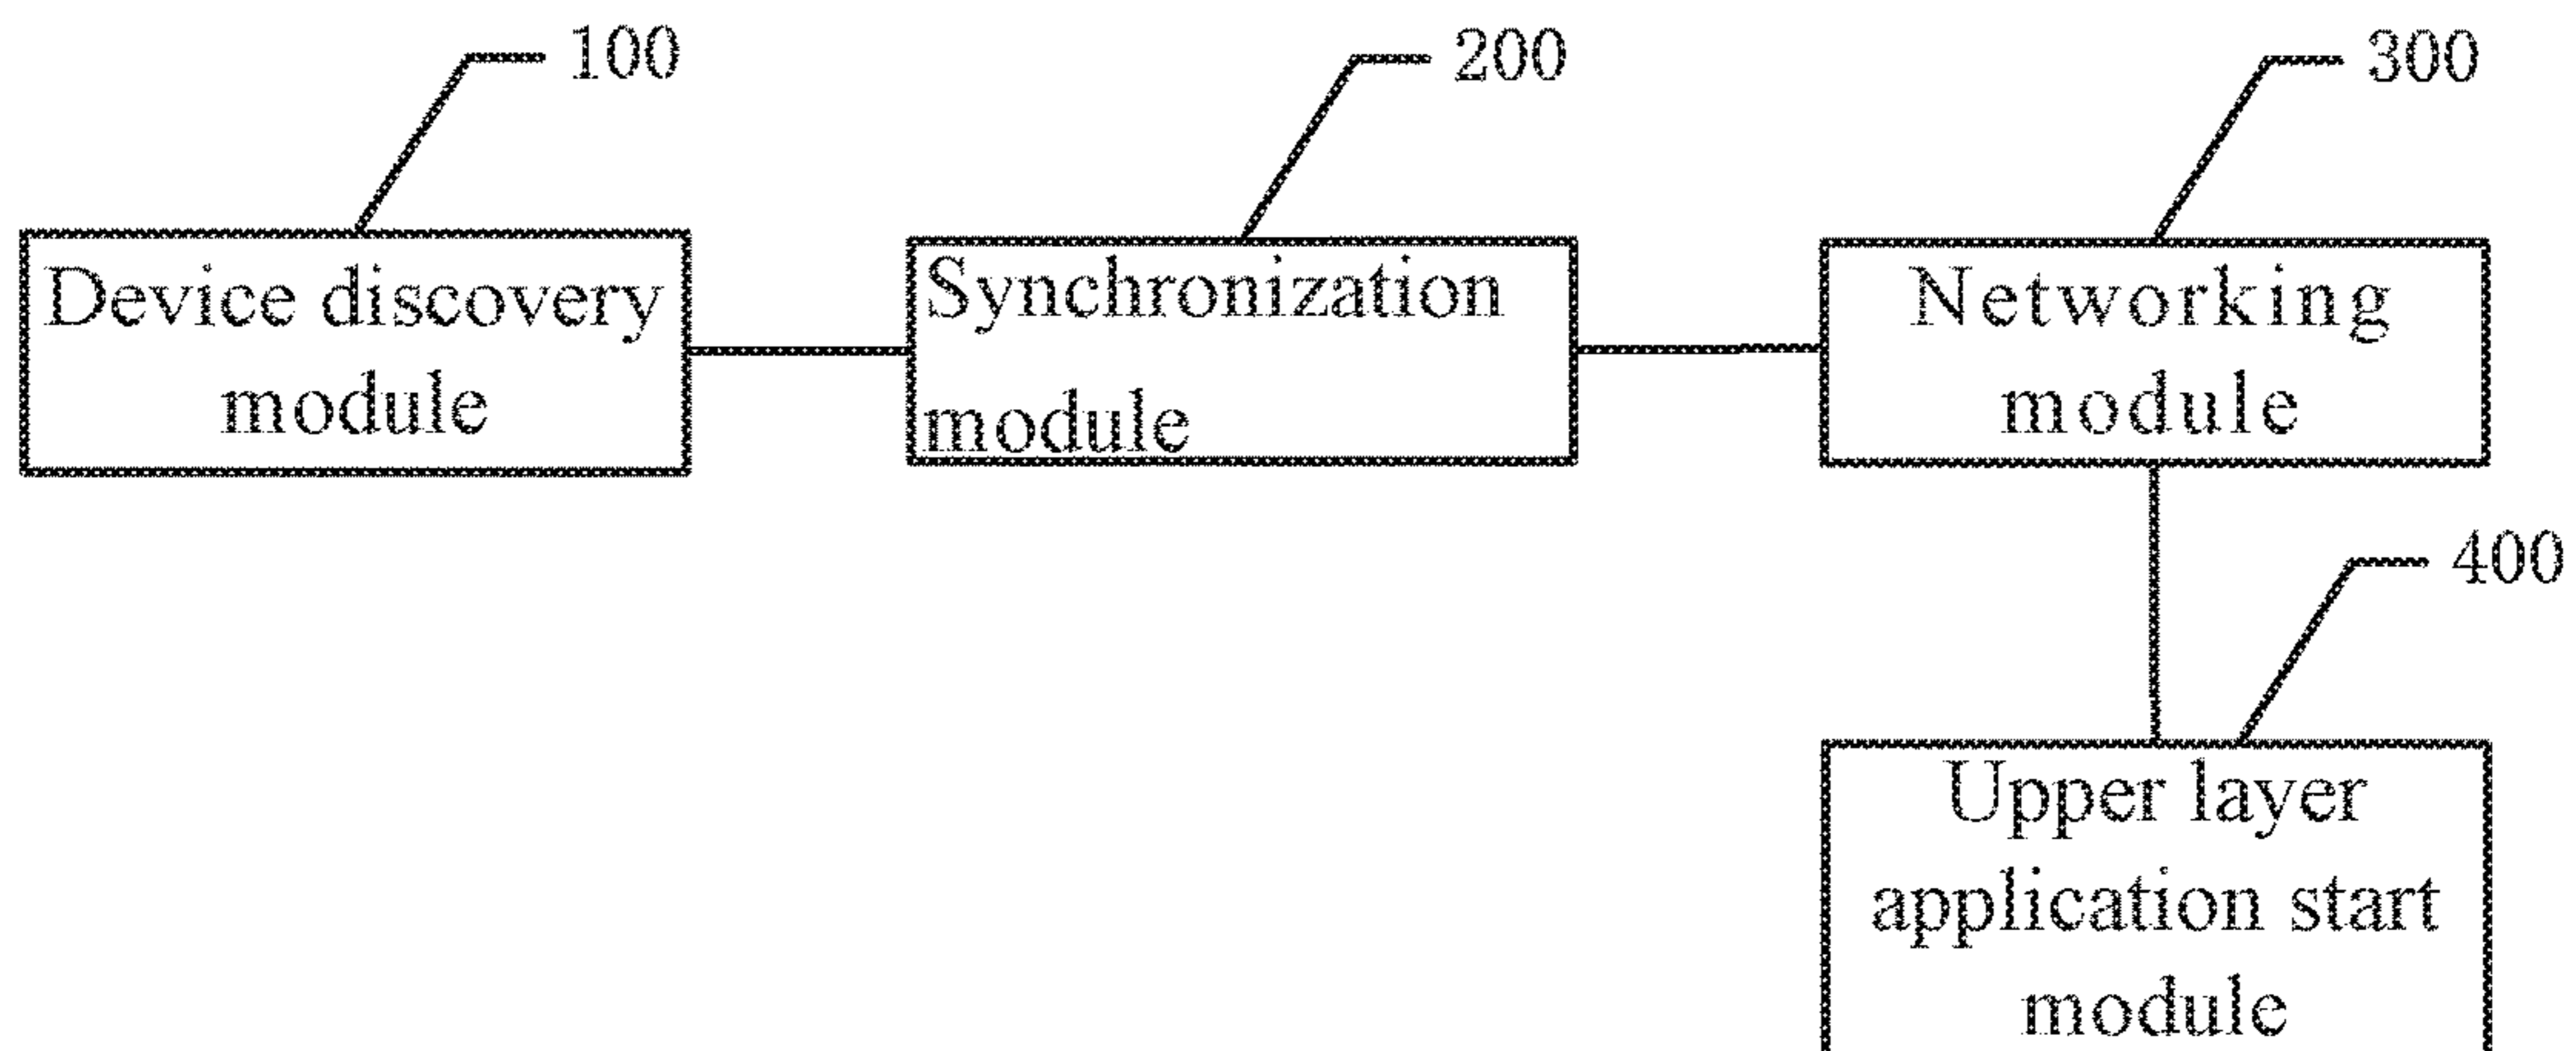 100
200
300
Device discovery
module
Synchronization
module
Networking
module
400
Upper layer
application start
module